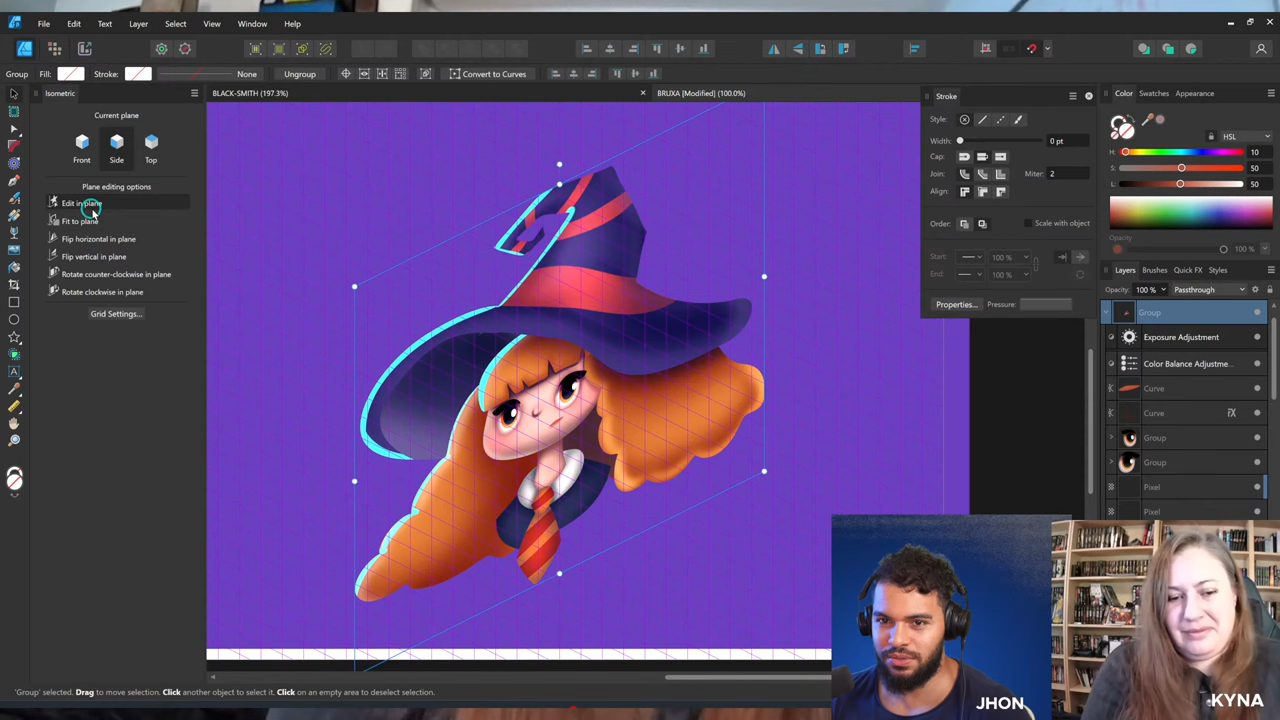 File Edit Text Layer Select View Window Help
Group Fill: Stroke: None Ungroup Convert to Curves
Isometric
BLACK-SMITH (197.3%)
BRUXA [Modified] (100.0%)
Current plane
Front Side Top
Plane editing options
Edit in plane
Fit to plane
Flip horizontal in plane
Flip vertical in plane
Rotate counter-clockwise in plane
Rotate clockwise in plane
Grid Settings...
Stroke
Style:
Width: 0 pt
Cap:
Join: Miter: 2
Align:
Order: Scale with object
Start: 100 %
End: 100 %
Properties... Pressure:
Color Swatches Appearance
HSL
H: 10
S: 50
L: 50
Opacity
100 %
Layers Brushes Quick FX Styles
Opacity: 100 % Passthrough
Group
Exposure Adjustment
Color Balance Adjustme...
Curve
Curve
Group
Group
Pixel
Pixel
'Group' selected. Drag to move selection. Click another object to select it. Click on an empty area to deselect selection.
JHON
KYNA